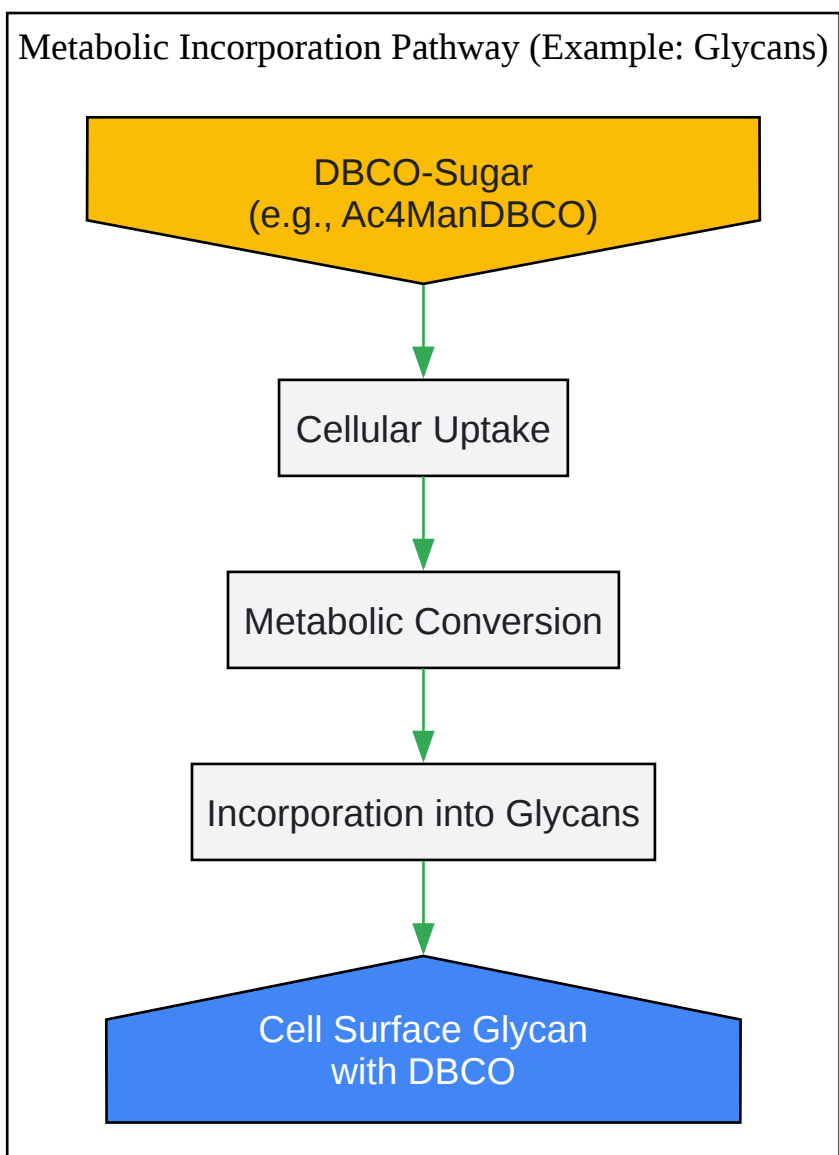 Metabolic Incorporation Pathway (Example: Glycans)
DBCO-Sugar
(e.g., Ac4ManDBCO)
Cellular Uptake
Metabolic Conversion
Incorporation into Glycans
Cell Surface Glycan
with DBCO